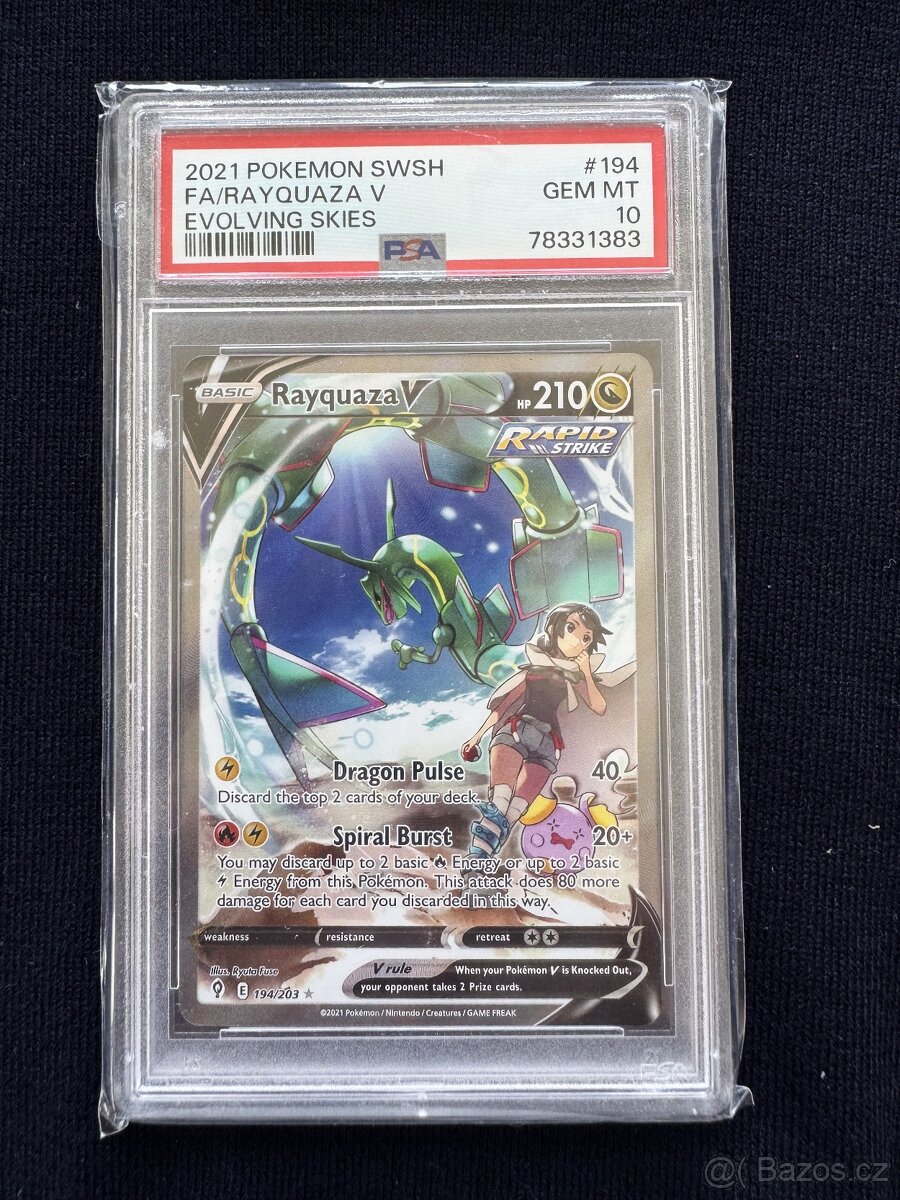 2021 POKEMON SWSH #194
FA/RAYQUAZA V GEM MT
EVOLVING SKIES 10
PSA 78331383
BASIC Rayquaza V HP 210
RAPID STRIKE
Dragon Pulse 40
Discard the top 2 cards of your deck.
Spiral Burst 20+
You may discard up to 2 basic Energy or up to 2 basic
Energy from this Pokémon. This attack does 80 more
damage for each card you discarded in this way.
weakness resistance retreat
Illus. Ryuta Fuse
V rule When your Pokémon V is Knocked Out,
your opponent takes 2 Prize cards.
E 194/203
©2021 Pokémon / Nintendo / Creatures / GAME FREAK
@( Bazos.cz